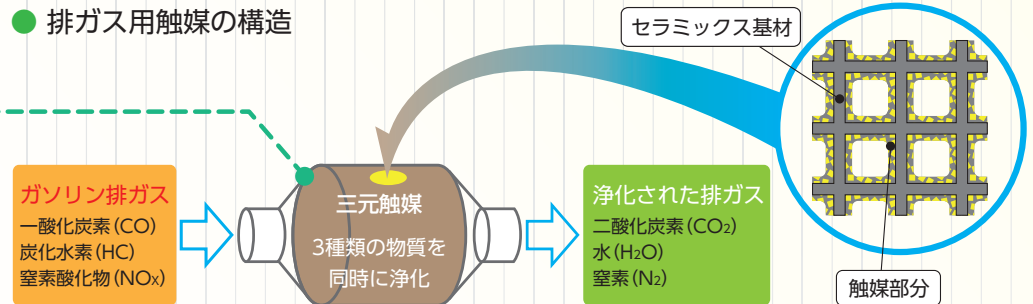 ● 排ガス用触媒の構造
セラミックス基材
ガソリン排ガス
一酸化炭素(CO)
炭化水素(HC)
窒素酸化物(NOx)
三元触媒
3種類の物質を
同時に浄化
浄化された排ガス
二酸化炭素(CO₂)
水(H₂O)
窒素(N₂)
触媒部分